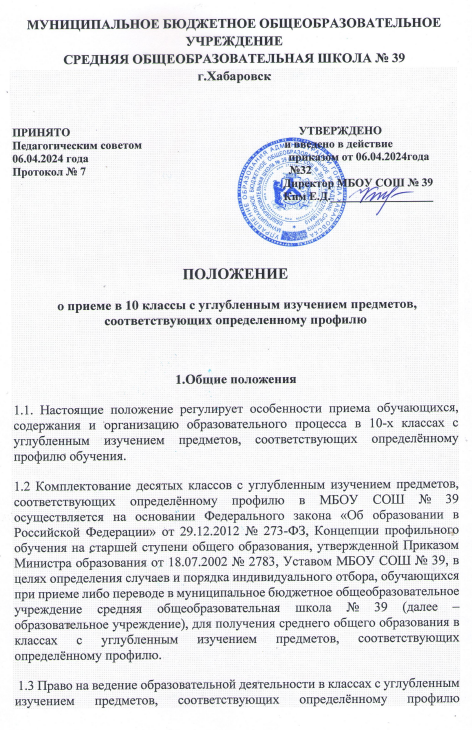 МУНИЦИПАЛЬНОЕ БЮДЖЕТНОЕ ОБЩЕОБРАЗОВАТЕЛЬНОЕ
УЧРЕЖДЕНИЕ
СРЕДНЯЯ ОБЩЕОБРАЗОВАТЕЛЬНАЯ ШКОЛА № 39
г.Хабаровск
ПРИНЯТО
Педагогическим советом
06.04.2024 года
Протокол № 7
УТВЕРЖДЕНО
и введено в действие
приказом от 06.04.2024года
№32
Директор МБОУ СОШ № 39
Ким Е.Д.
ПОЛОЖЕНИЕ
о приеме в 10 классы с углубленным изучением предметов,
соответствующих определенному профилю
1.Общие положения
1.1. Настоящие положение регулирует особенности приема обучающихся,
содержания и организацию образовательного процесса в 10-х классах с
углубленным изучением предметов, соответствующих определённому
профилю обучения.
1.2 Комплектование десятых классов с углубленным изучением предметов,
соответствующих определённому профилю в МБОУ СОШ № 39
осуществляется на основании Федерального закона «Об образовании в
Российской Федерации» от 29.12.2012 № 273-ФЗ, Концепции профильного
обучения на старшей ступени общего образования, утвержденной Приказом
Министра образования от 18.07.2002 № 2783, Уставом МБОУ СОШ № 39, в
целях определения случаев и порядка индивидуального отбора, обучающихся
при приеме либо переводе в муниципальное бюджетное общеобразовательное
учреждение средняя общеобразовательная школа № 39 (далее –
образовательное учреждение), для получения среднего общего образования в
классах с углубленным изучением предметов, соответствующих
определённому профилю.
1.3 Право на ведение образовательной деятельности в классах с углубленным
изучением предметов, соответствующих определённому профилю